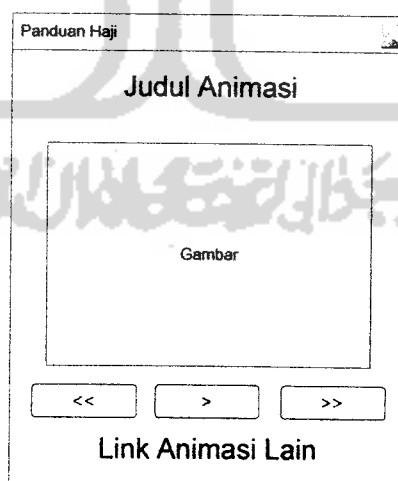 Panduan Haji
Judul Animasi
Gambar
<< > >>
Link Animasi Lain